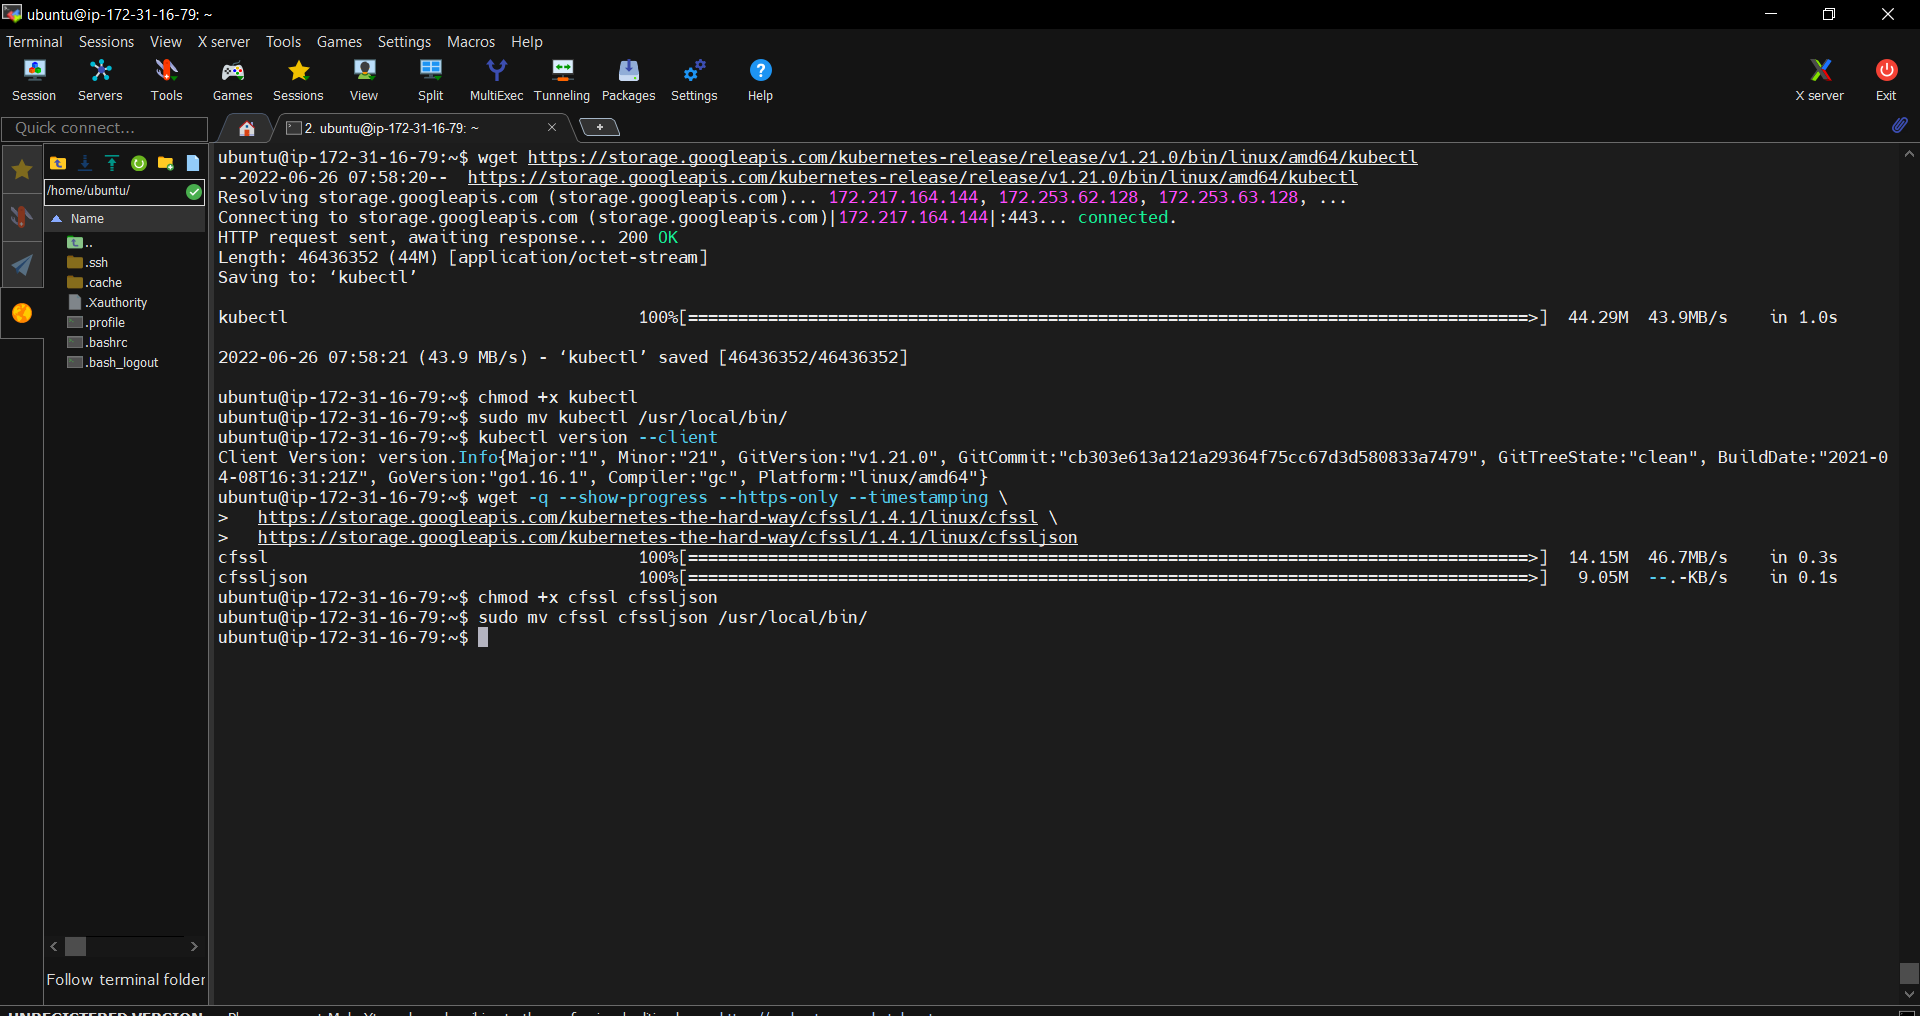 ubuntu@ip-172-31-16-79: ~
Terminal Sessions View X server Tools Games Settings Macros Help
Session Servers Tools Games Sessions View Split MultiExec Tunneling Packages Settings Help X server Exit
Quick connect...
2. ubuntu@ip-172-31-16-79: ~
/home/ubuntu/
Name
..
.ssh
.cache
.Xauthority
.profile
.bashrc
.bash_logout
Follow terminal folder
ubuntu@ip-172-31-16-79:~$ wget https://storage.googleapis.com/kubernetes-release/release/v1.21.0/bin/linux/amd64/kubectl
--2022-06-26 07:58:20--  https://storage.googleapis.com/kubernetes-release/release/v1.21.0/bin/linux/amd64/kubectl
Resolving storage.googleapis.com (storage.googleapis.com)... 172.217.164.144, 172.253.62.128, 172.253.63.128, ...
Connecting to storage.googleapis.com (storage.googleapis.com)|172.217.164.144|:443... connected.
HTTP request sent, awaiting response... 200 OK
Length: 46436352 (44M) [application/octet-stream]
Saving to: ‘kubectl’
kubectl 100%[====================================================================================>] 44.29M 43.9MB/s in 1.0s
2022-06-26 07:58:21 (43.9 MB/s) - ‘kubectl’ saved [46436352/46436352]
ubuntu@ip-172-31-16-79:~$ chmod +x kubectl
ubuntu@ip-172-31-16-79:~$ sudo mv kubectl /usr/local/bin/
ubuntu@ip-172-31-16-79:~$ kubectl version --client
Client Version: version.Info{Major:"1", Minor:"21", GitVersion:"v1.21.0", GitCommit:"cb303e613a121a29364f75cc67d3d580833a7479", GitTreeState:"clean", BuildDate:"2021-0
4-08T16:31:21Z", GoVersion:"go1.16.1", Compiler:"gc", Platform:"linux/amd64"}
ubuntu@ip-172-31-16-79:~$ wget -q --show-progress --https-only --timestamping \
>   https://storage.googleapis.com/kubernetes-the-hard-way/cfssl/1.4.1/linux/cfssl \
>   https://storage.googleapis.com/kubernetes-the-hard-way/cfssl/1.4.1/linux/cfssljson
cfssl 100%[====================================================================================>] 14.15M 46.7MB/s in 0.3s
cfssljson 100%[====================================================================================>] 9.05M --.-KB/s in 0.1s
ubuntu@ip-172-31-16-79:~$ chmod +x cfssl cfssljson
ubuntu@ip-172-31-16-79:~$ sudo mv cfssl cfssljson /usr/local/bin/
ubuntu@ip-172-31-16-79:~$
UNREGISTERED VERSION